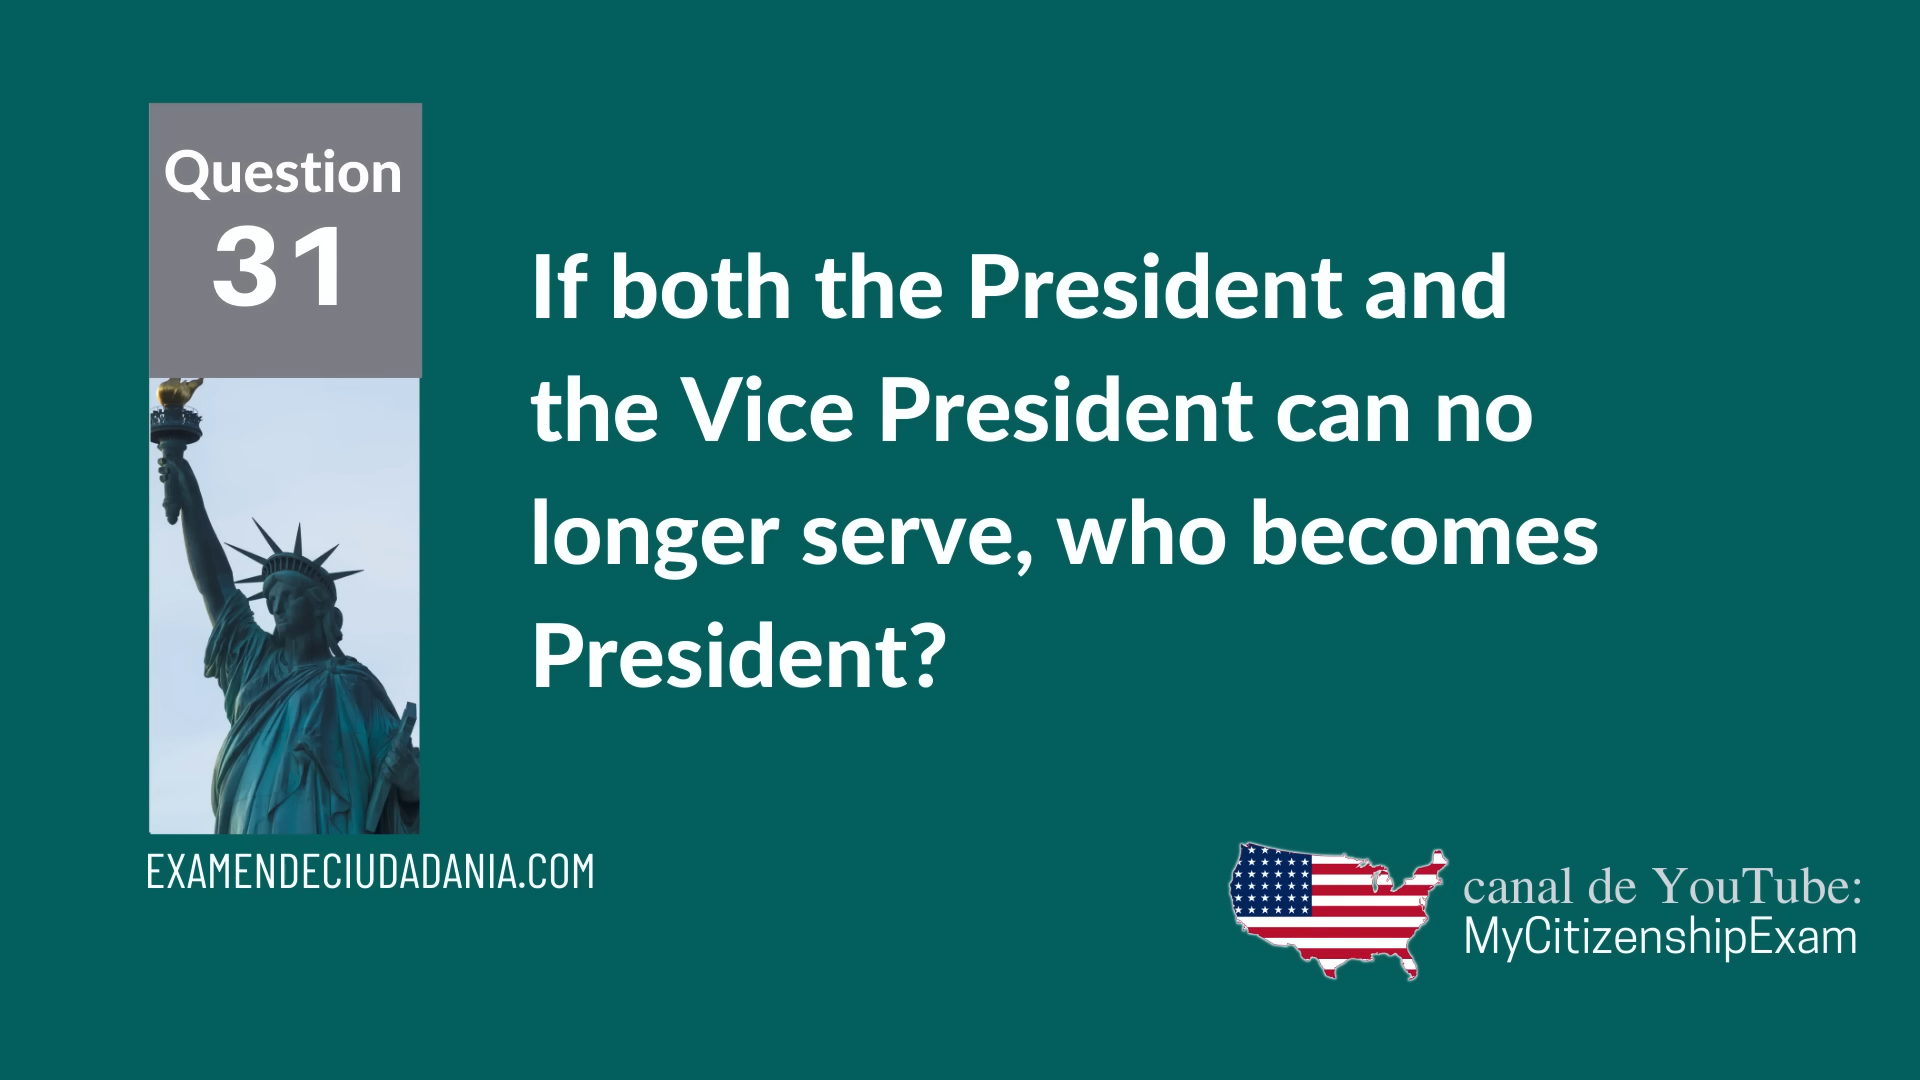 Question
31
If both the President and
the Vice President can no
longer serve, who becomes
President?
EXAMENDECIUDADANIA.COM
canal de YouTube:
MyCitizenshipExam